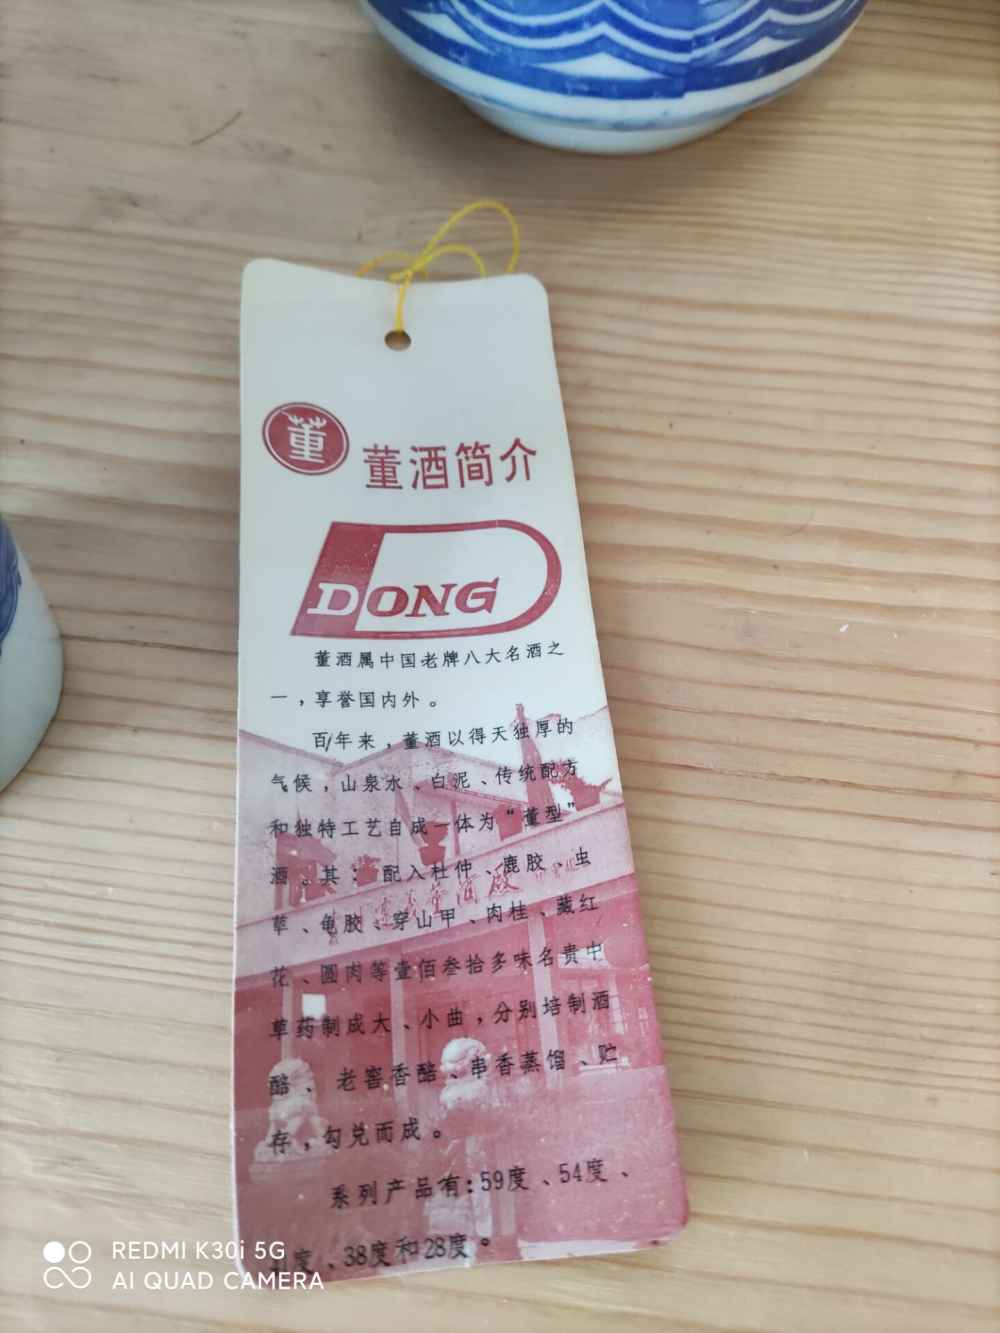 董
董酒简介
DONG
董酒属中国老牌八大名酒之
一，享誉国内外。
百年来，董酒以得天独厚的
气候，山泉水、白泥、传统配方
和独特工艺自成一体为“董型”
酒。其：配入杜仲、鹿胶、虫
草、龟胶、穿山甲、肉桂、藏红
花、圆肉等壹佰叁拾多味名贵中
草药制成大、小曲，分别培制酒
醅、老窖香醅、串香蒸馏、贮
存，勾兑而成。
系列产品有：59度、54度、
度、38度和28度。
REDMI K30i 5G
AI QUAD CAMERA